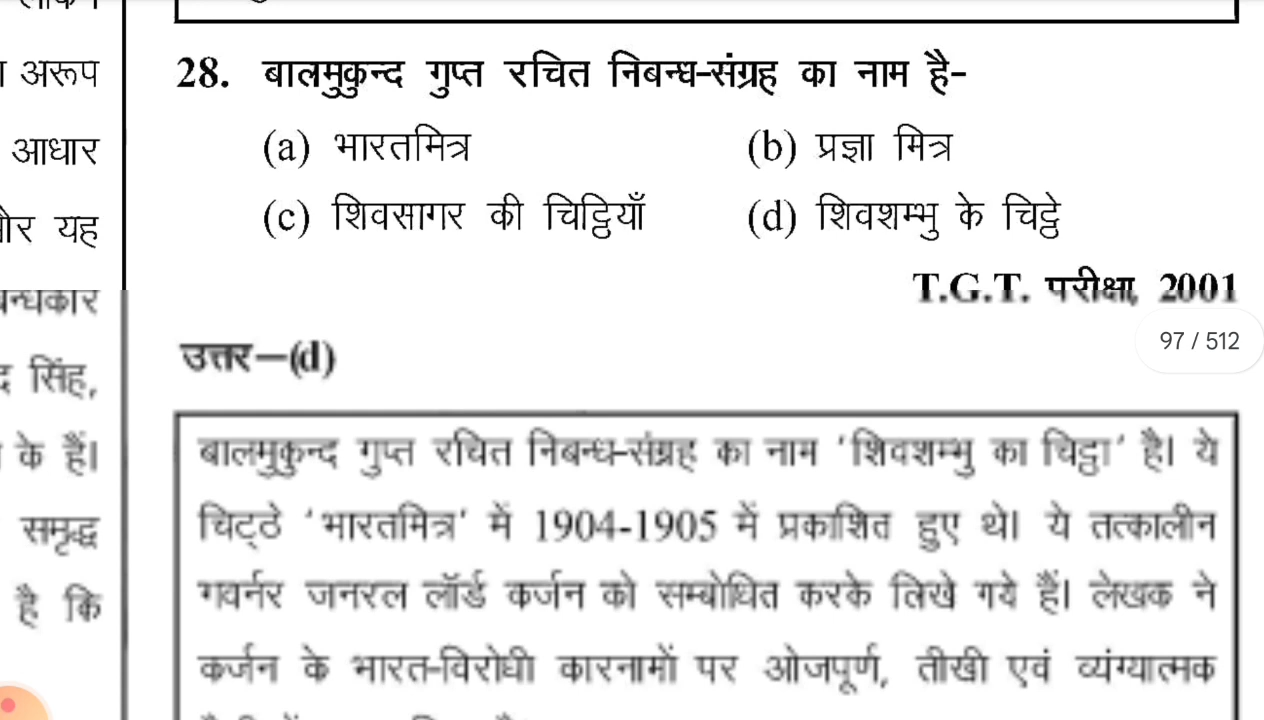 अरूप
आधार
और यह
सिंह,
के हैं।
समृद्ध
है कि
28. बालमुकुन्द गुप्त रचित निबन्ध-संग्रह का नाम है-
(a) भारतमित्र (b) प्रज्ञा मित्र
(c) शिवसागर की चिट्ठियाँ (d) शिवशम्भु के चिट्ठे
T.G.T. परीक्षा, 2001
97 / 512
उत्तर—(d)
बालमुकुन्द गुप्त रचित निबन्ध-संग्रह का नाम ‘शिवशम्भु का चिट्ठा’ है। ये
चिट्ठे ‘भारतमित्र’ में 1904-1905 में प्रकाशित हुए थे। ये तत्कालीन
गवर्नर जनरल लॉर्ड कर्जन को सम्बोधित करके लिखे गये हैं। लेखक ने
कर्जन के भारत-विरोधी कारनामों पर ओजपूर्ण, तीखी एवं व्यंग्यात्मक